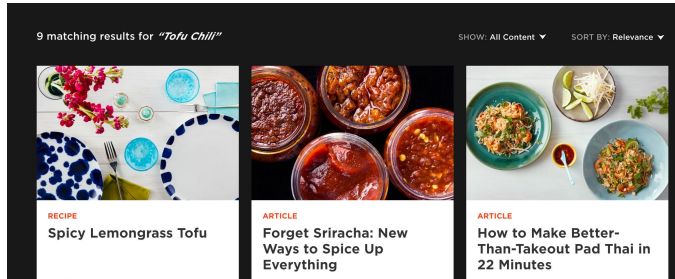 9 matching results for "Tofu Chili"
SHOW: All Content
SORT BY: Relevance
RECIPE
Spicy Lemongrass Tofu
ARTICLE
Forget Sriracha: New
Ways to Spice Up
Everything
ARTICLE
How to Make Better-
Than-Takeout Pad Thai in
22 Minutes